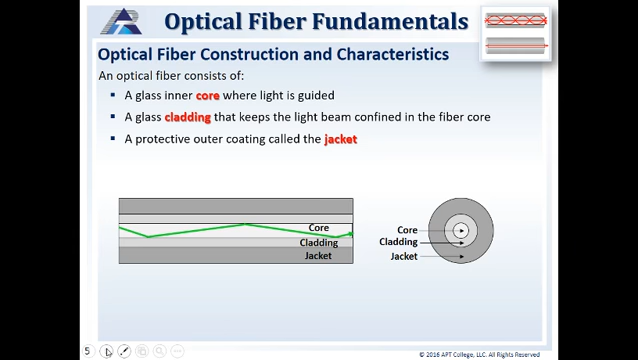 Optical Fiber Fundamentals
Optical Fiber Construction and Characteristics
An optical fiber consists of:
▪ A glass inner core where light is guided
▪ A glass cladding that keeps the light beam confined in the fiber core
▪ A protective outer coating called the jacket
Core
Cladding
Jacket
Core
Cladding
Jacket
5
© 2016 APT College, LLC. All Rights Reserved.